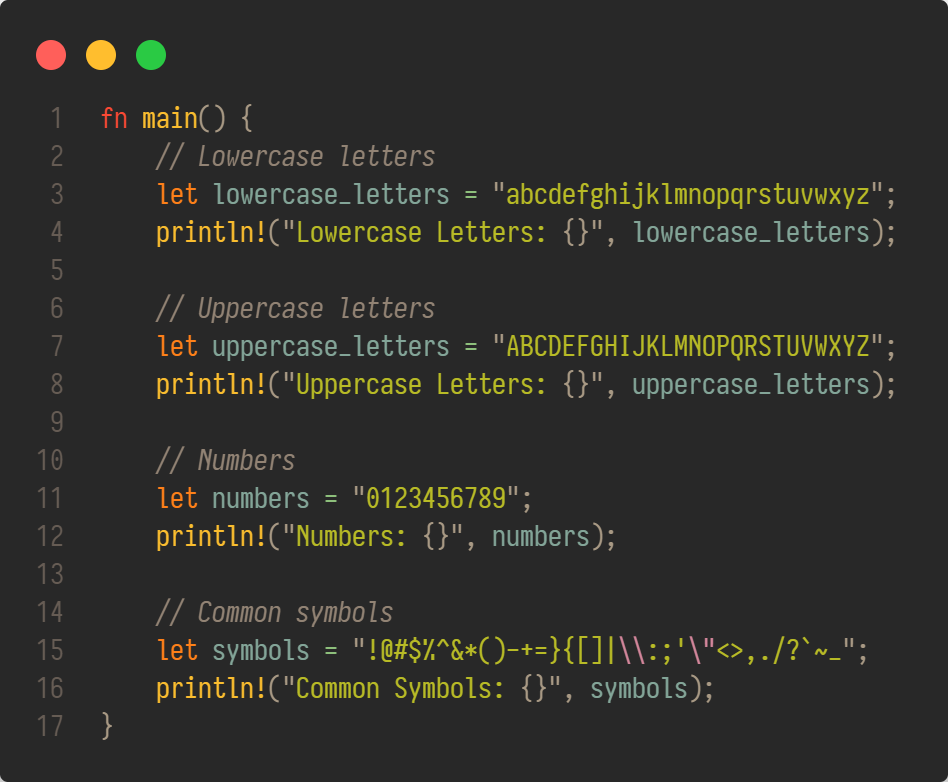 1 fn main() {
2     // Lowercase letters
3     let lowercase_letters = "abcdefghijklmnopqrstuvwxyz";
4     println!("Lowercase Letters: {}", lowercase_letters);
5
6     // Uppercase letters
7     let uppercase_letters = "ABCDEFGHIJKLMNOPQRSTUVWXYZ";
8     println!("Uppercase Letters: {}", uppercase_letters);
9
10     // Numbers
11     let numbers = "0123456789";
12     println!("Numbers: {}", numbers);
13
14     // Common symbols
15     let symbols = "!@#$%^&*()-+=}{[]|\\:;'\"<>,./?`~_";
16     println!("Common Symbols: {}", symbols);
17 }